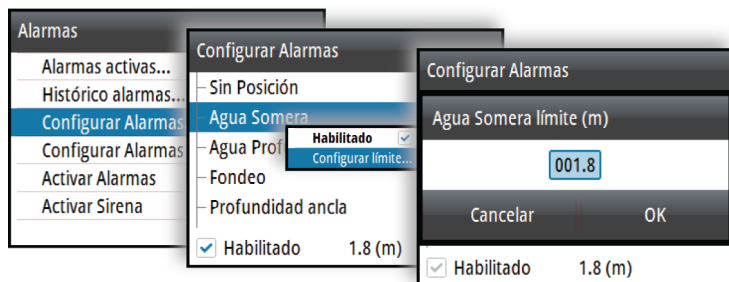 Alarmas
Alarmas activas...
Histórico alarmas...
Configurar Alarmas
Configurar Alarmas
Activar Alarmas
Activar Sirena
Configurar Alarmas
Sin Posición
Agua Somera
Agua Prof
Fondeo
Profundidad ancla
Habilitado 1.8 (m)
Habilitado
Configurar límite...
Configurar Alarmas
Agua Somera límite (m)
001.8
Cancelar OK
Habilitado 1.8 (m)